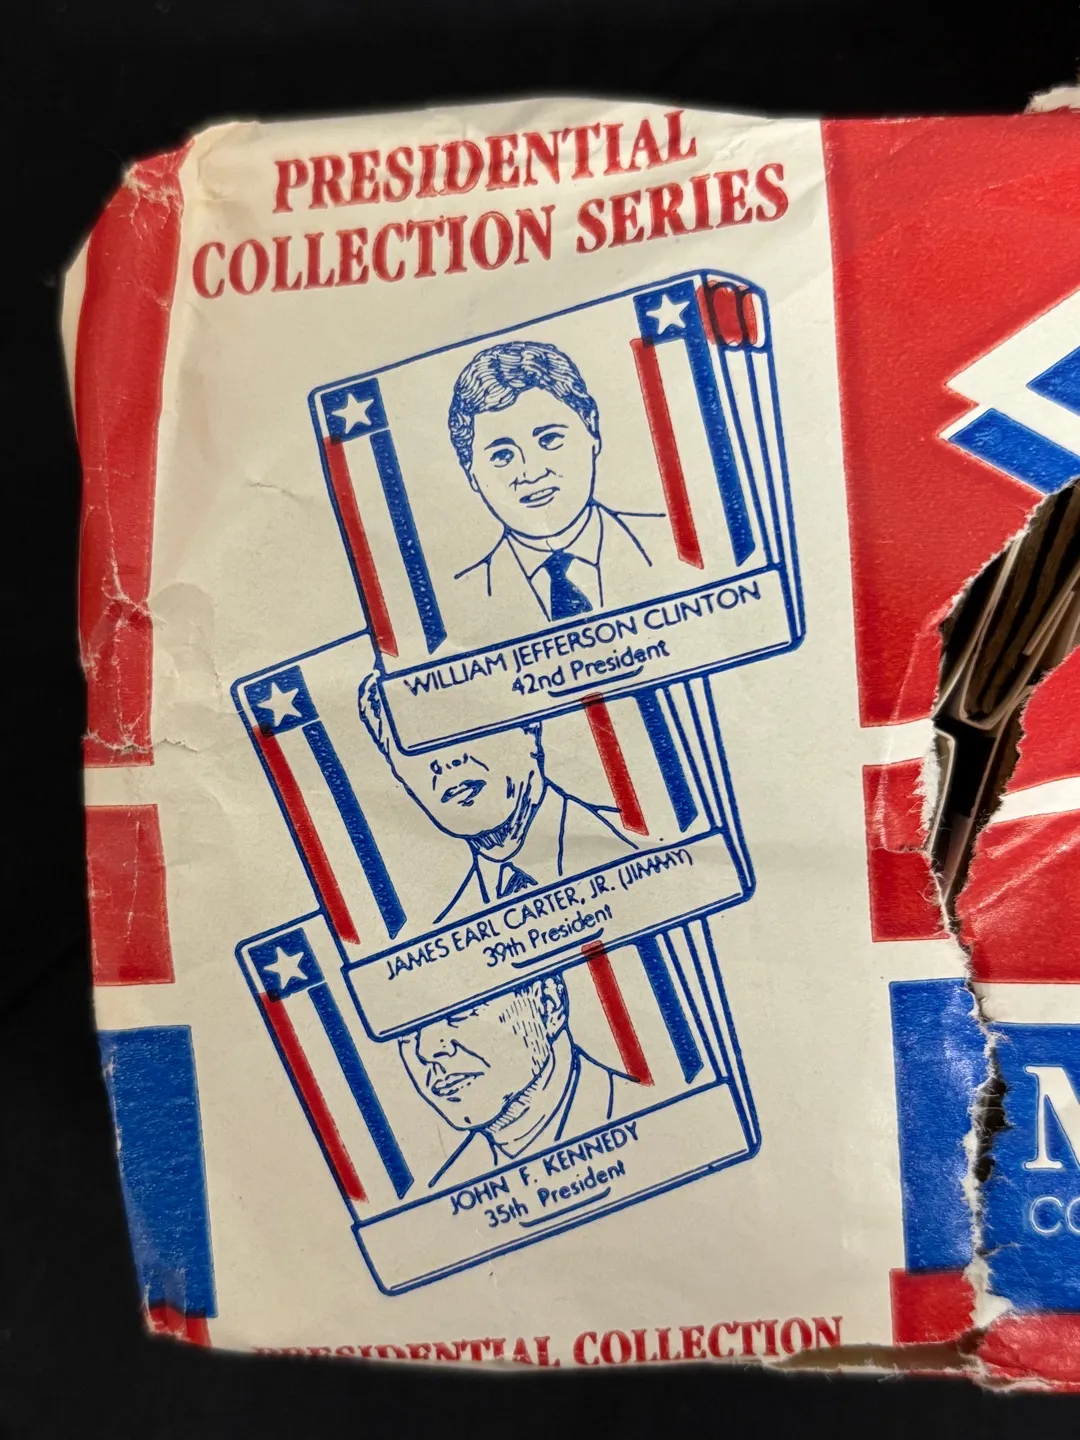 PRESIDENTIAL
COLLECTION SERIES
WILLIAM JEFFERSON CLINTON
42nd President
JAMES EARL CARTER, JR. (JIMMY)
39th President
JOHN F. KENNEDY
35th President
PRESIDENTIAL COLLECTION